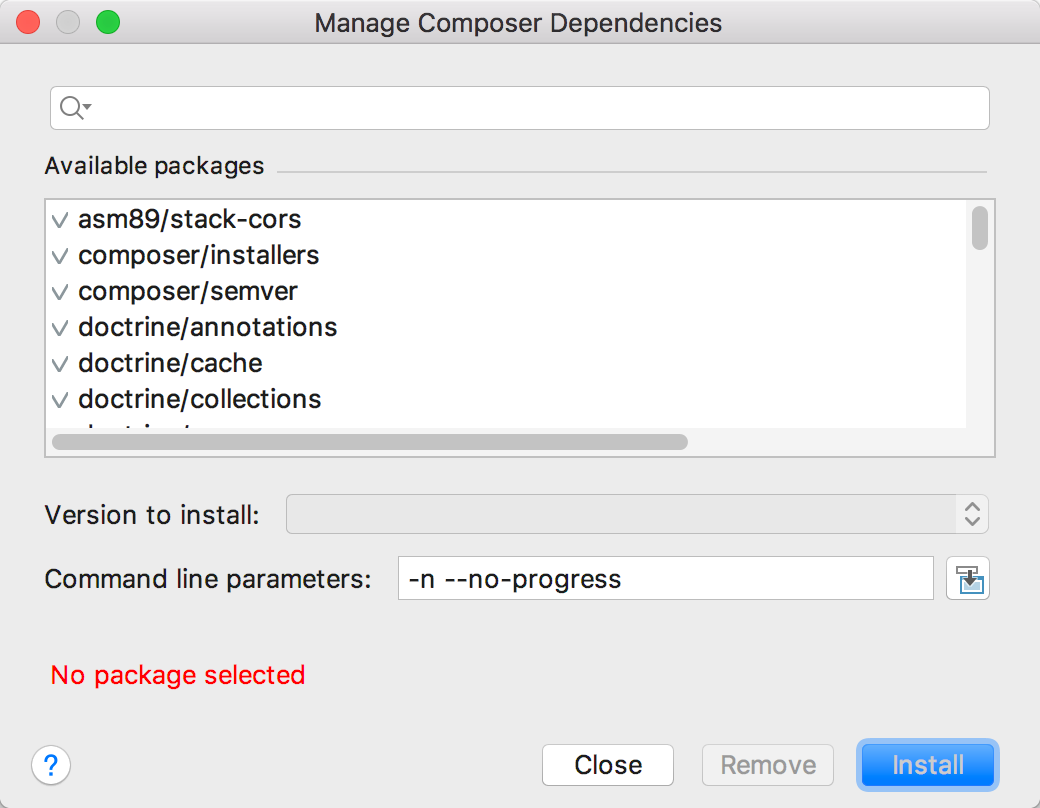 Manage Composer Dependencies
Available packages
asm89/stack-cors
composer/installers
composer/semver
doctrine/annotations
doctrine/cache
doctrine/collections
Version to install:
Command line parameters: -n --no-progress
No package selected
? Close Remove Install